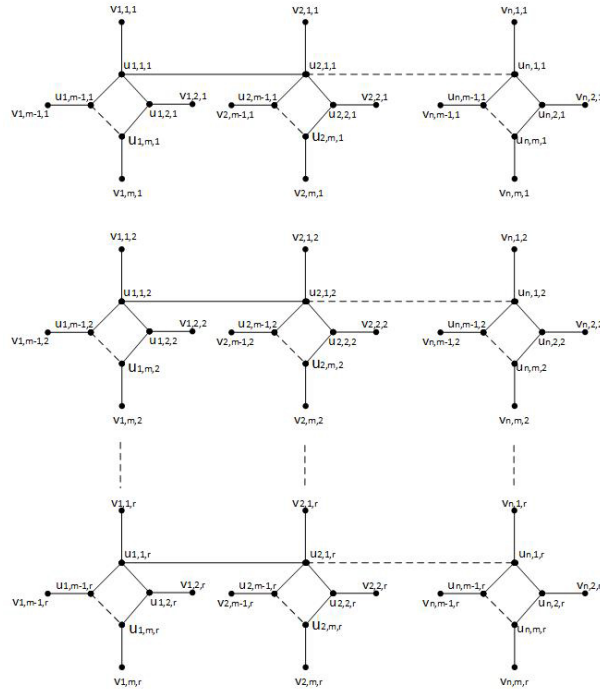 v1,1,1 v2,1,1 vn,1,1
u1,1,1 u2,1,1 un,1,1
u1,m-1,1 v1,2,1 u2,m-1,1 v2,2,1 un,m-1,1 vn,2,1
v1,m-1,1 u1,2,1 v2,m-1,1 u2,2,1 vn,m-1,1 un,2,1
u1,m,1 u2,m,1 un,m,1
v1,m,1 v2,m,1 vn,m,1
v1,1,2 v2,1,2 vn,1,2
u1,1,2 u2,1,2 un,1,2
u1,m-1,2 v1,2,2 u2,m-1,2 v2,2,2 un,m-1,2 vn,2,2
v1,m-1,2 u1,2,2 v2,m-1,2 u2,2,2 vn,m-1,2 un,2,2
u1,m,2 u2,m,2 un,m,2
v1,m,2 v2,m,2 vn,m,2
v1,1,r v2,1,r vn,1,r
u1,1,r u2,1,r un,1,r
u1,m-1,r v1,2,r u2,m-1,r v2,2,r un,m-1,r vn,2,r
v1,m-1,r u1,2,r v2,m-1,r u2,2,r vn,m-1,r un,2,r
u1,m,r u2,m,r un,m,r
v1,m,r v2,m,r vn,m,r